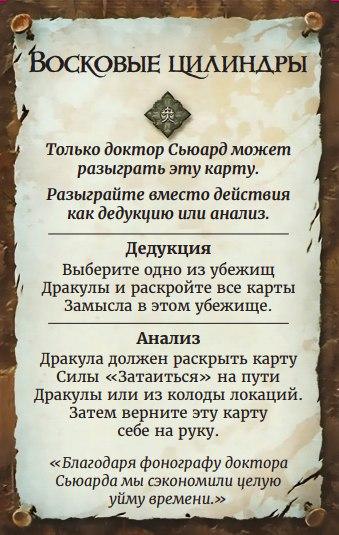 Восковые цилиндры
Только доктор Сьюард может
разыграть эту карту.
Разыграйте вместо действия
как дедукцию или анализ.
Дедукция
Выберите одно из убежищ
Дракулы и раскройте все карты
Замысла в этом убежище.
Анализ
Дракула должен раскрыть карту
Силы «Затаиться» на пути
Дракулы или из колоды локаций.
Затем верните эту карту
себе на руку.
«Благодаря фонографу доктора
Сьюарда мы сэкономили целую
уйму времени.»